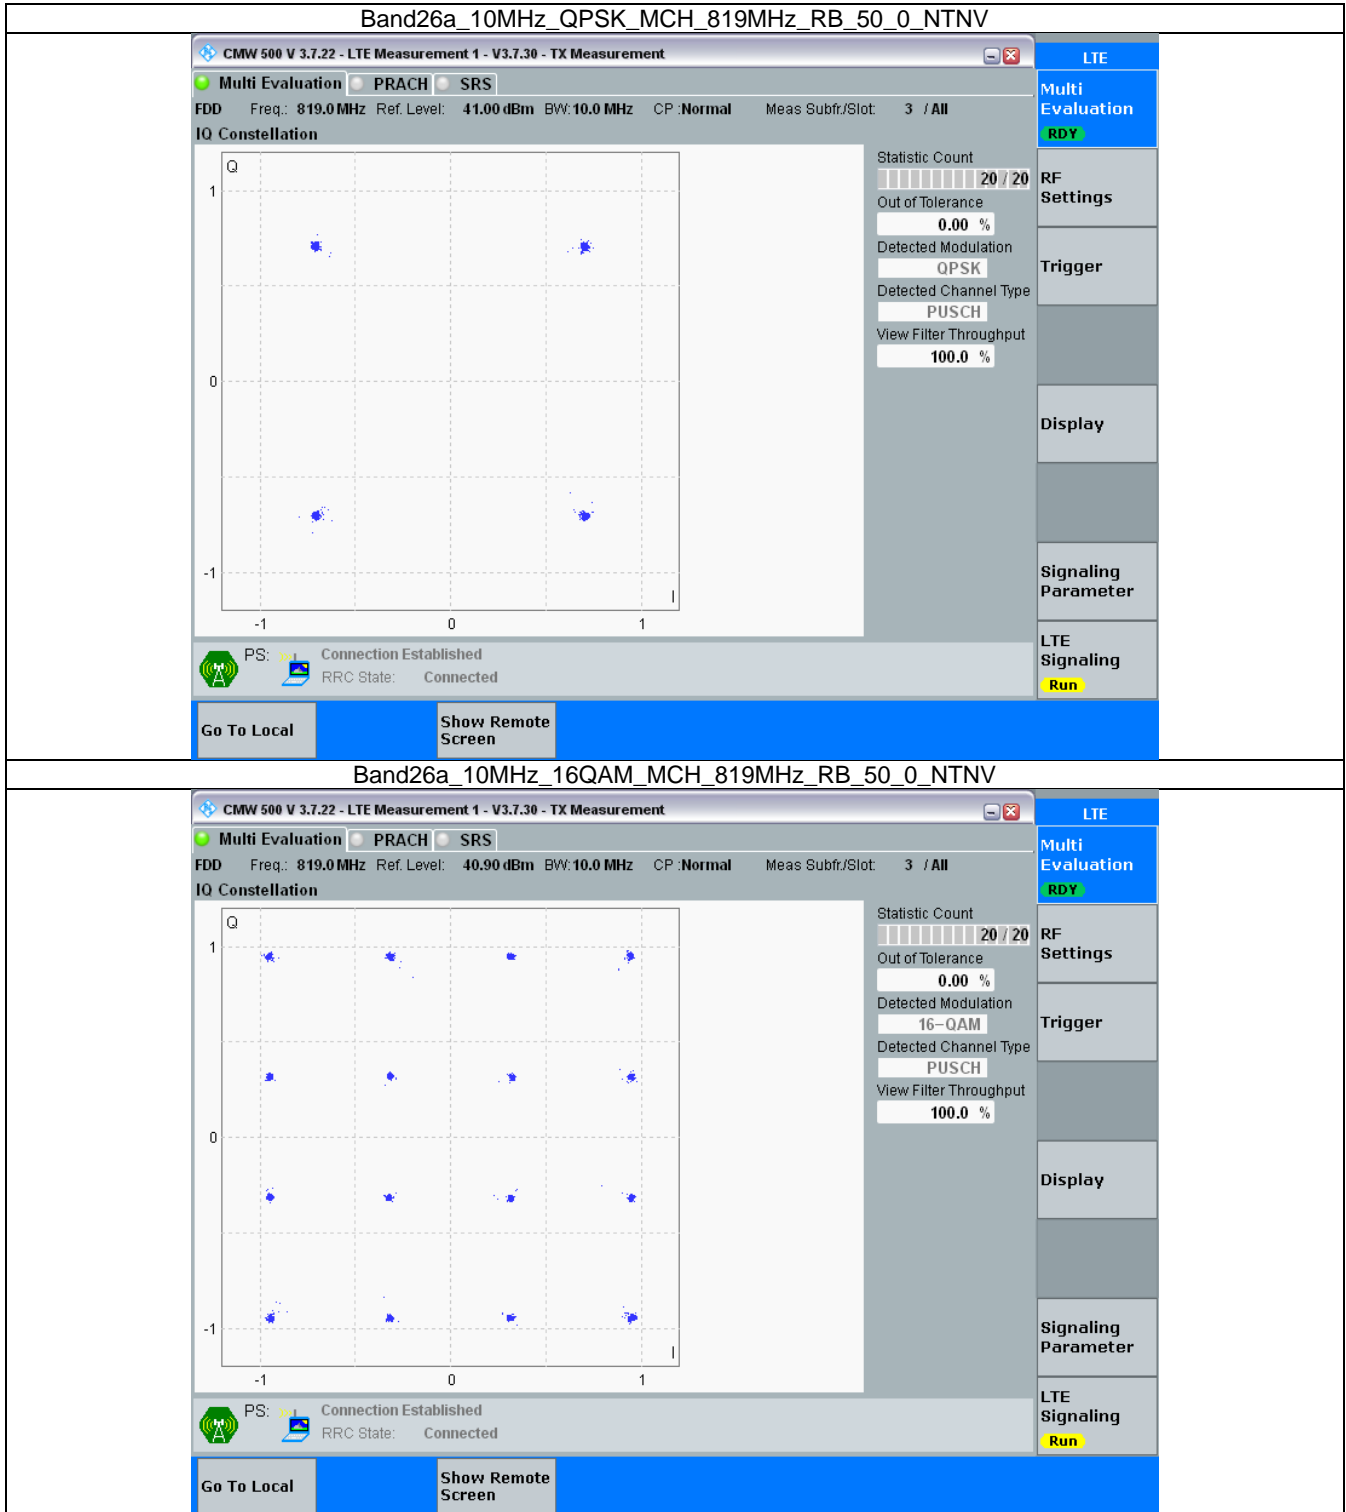 Band26a_10MHz_QPSK_MCH_819MHz_RB_50_0_NTNV
CMW 500 V 3.7.22 - LTE Measurement 1 - V3.7.30 - TX Measurement
LTE
Multi Evaluation PRACH SRS
Multi
Evaluation
RDY
FDD Freq.: 819.0 MHz Ref. Level: 41.00 dBm BW: 10.0 MHz CP :Normal Meas Subfr./Slot: 3 / All
IQ Constellation
Q
1
0
-1
I
-1 0 1
Statistic Count
20 / 20
Out of Tolerance
0.00 %
Detected Modulation
QPSK
Detected Channel Type
PUSCH
View Filter Throughput
100.0 %
RF
Settings
Trigger
Display
Signaling
Parameter
LTE
Signaling
Run
PS: Connection Established
RRC State: Connected
Go To Local
Show Remote
Screen
Band26a_10MHz_16QAM_MCH_819MHz_RB_50_0_NTNV
CMW 500 V 3.7.22 - LTE Measurement 1 - V3.7.30 - TX Measurement
LTE
Multi Evaluation PRACH SRS
Multi
Evaluation
RDY
FDD Freq.: 819.0 MHz Ref. Level: 40.90 dBm BW: 10.0 MHz CP :Normal Meas Subfr./Slot: 3 / All
IQ Constellation
Q
1
0
-1
I
-1 0 1
Statistic Count
20 / 20
Out of Tolerance
0.00 %
Detected Modulation
16-QAM
Detected Channel Type
PUSCH
View Filter Throughput
100.0 %
RF
Settings
Trigger
Display
Signaling
Parameter
LTE
Signaling
Run
PS: Connection Established
RRC State: Connected
Go To Local
Show Remote
Screen